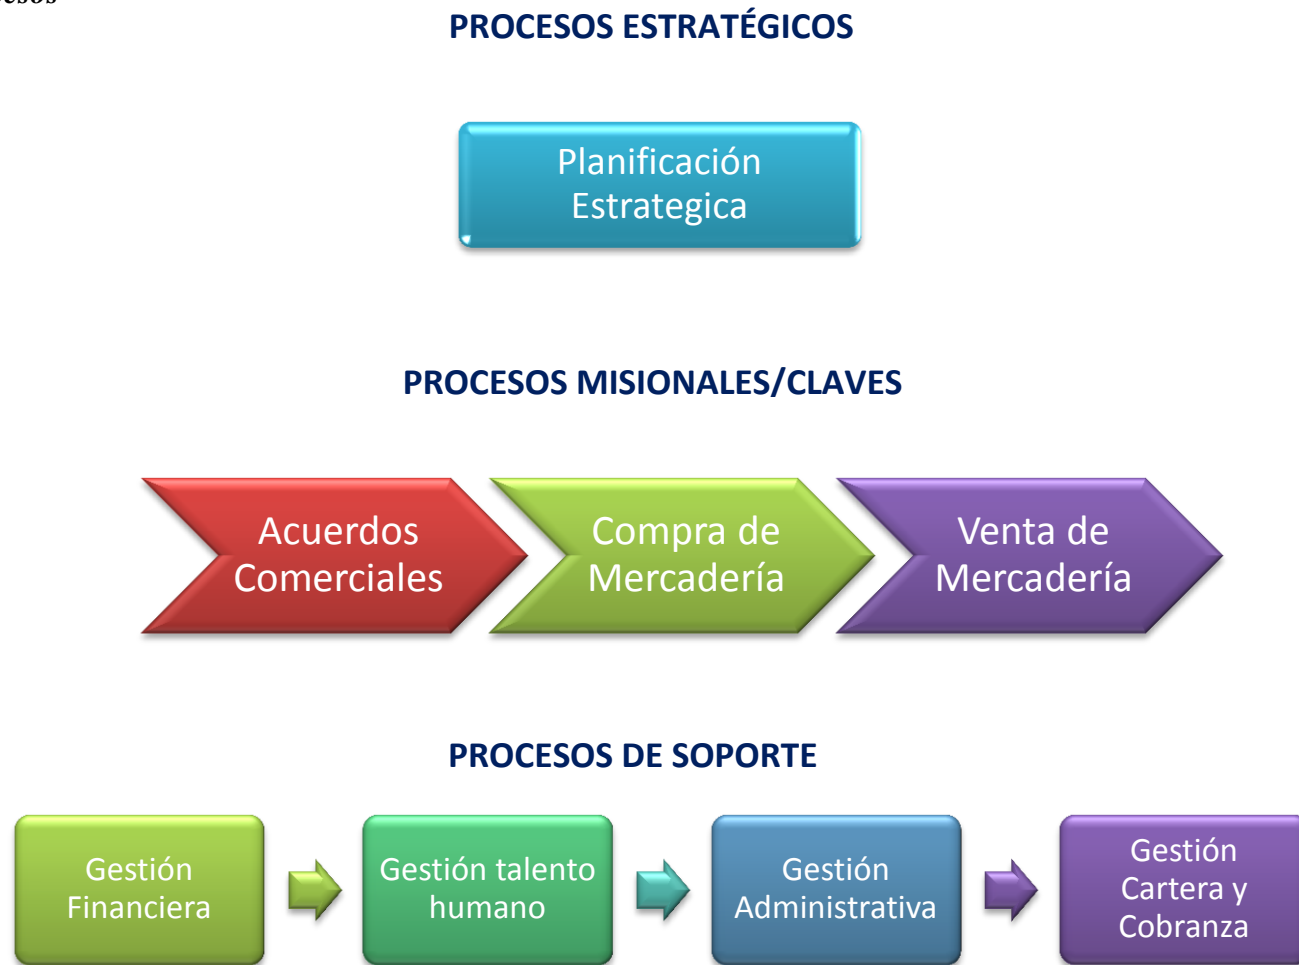 PROCESOS ESTRATÉGICOS
Planificación
Estrategica
PROCESOS MISIONALES/CLAVES
Acuerdos
Comerciales
Compra de
Mercadería
Venta de
Mercadería
PROCESOS DE SOPORTE
Gestión
Financiera
Gestión talento
humano
Gestión
Administrativa
Gestión
Cartera y
Cobranza